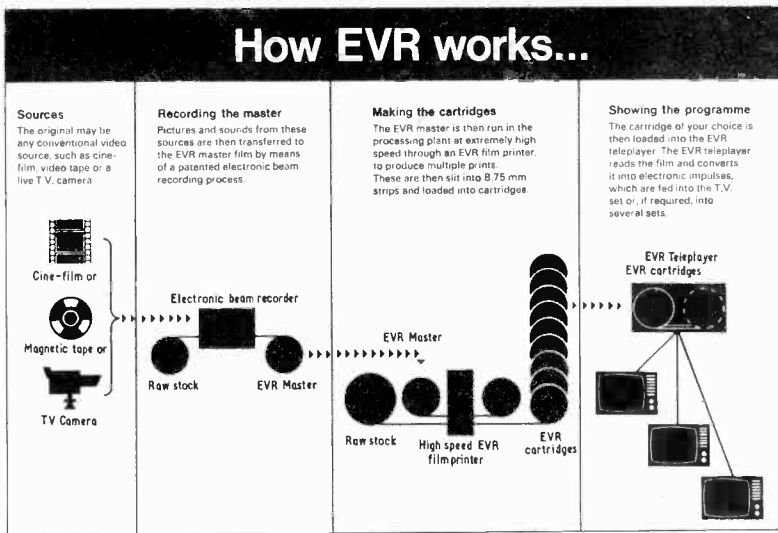 How EVR works...
Sources
The original may be
any conventional video
source, such as cine-
film, video tape or a
live T.V. camera
Recording the master
Pictures and sounds from these
sources are then transferred to
the EVR master film by means
of a patented electronic beam
recording process.
Making the cartridges
The EVR master is then run in the
processing plant at extremely high
speed through an EVR film printer,
to produce multiple prints.
These are then slit into 8.75 mm
strips and loaded into cartridges.
Showing the programme
The cartridge of your choice is
then loaded into the EVR
teleplayer. The EVR teleplayer
reads the film and converts
it into electronic impulses,
which are fed into the T.V.
set or, if required, into
several sets.
Cine-film or
Magnetic tape or
TV Camera
Electronic beam recorder
Raw stock
EVR Master
EVR Master
Raw stock
High speed EVR
film printer
EVR
cartridges
EVR Teleplayer
EVR cartridges